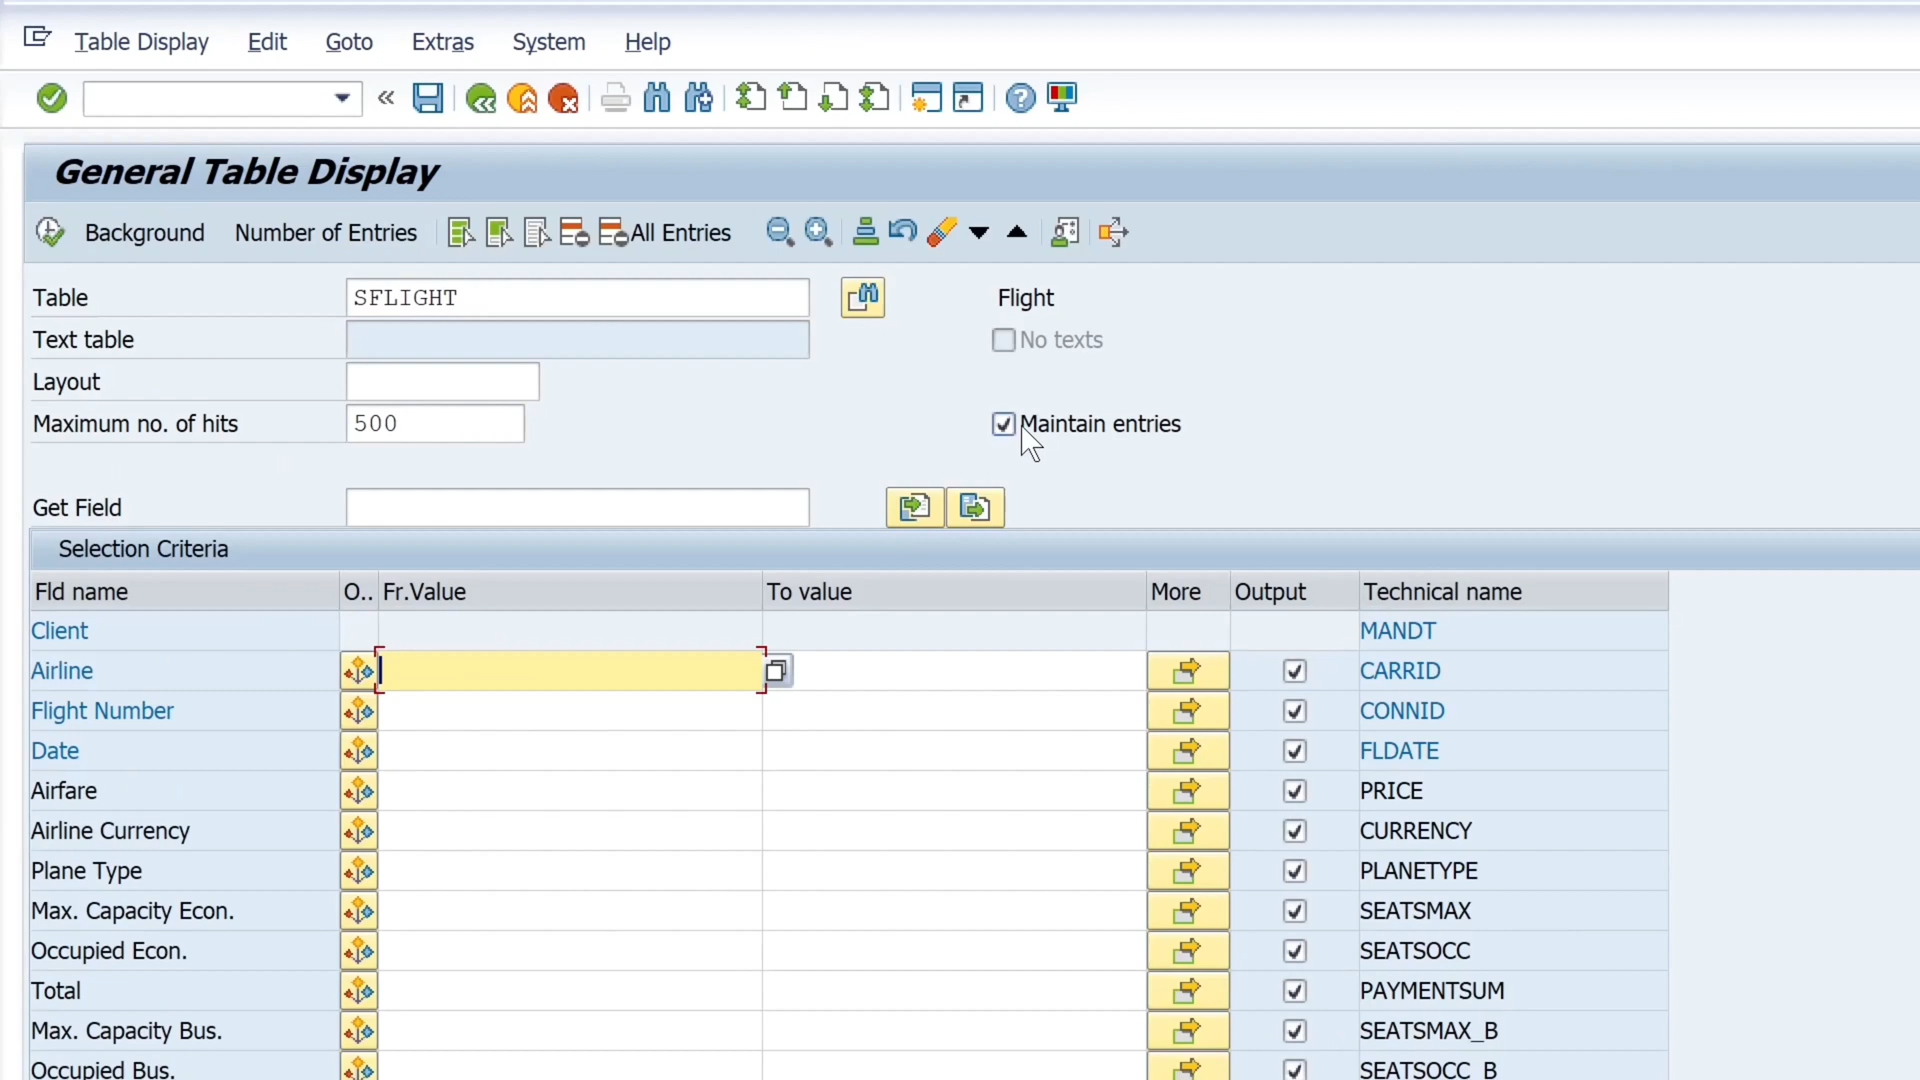 Table Display Edit Goto Extras System Help
General Table Display
Background Number of Entries All Entries
Table SFLIGHT Flight
Text table No texts
Layout
Maximum no. of hits 500 Maintain entries
Get Field
Selection Criteria
Fld name O.. Fr.Value To value More Output Technical name
Client MANDT
Airline CARRID
Flight Number CONNID
Date FLDATE
Airfare PRICE
Airline Currency CURRENCY
Plane Type PLANETYPE
Max. Capacity Econ. SEATSMAX
Occupied Econ. SEATSOCC
Total PAYMENTSUM
Max. Capacity Bus. SEATSMAX_B
Occupied Bus. SEATSOCC_B